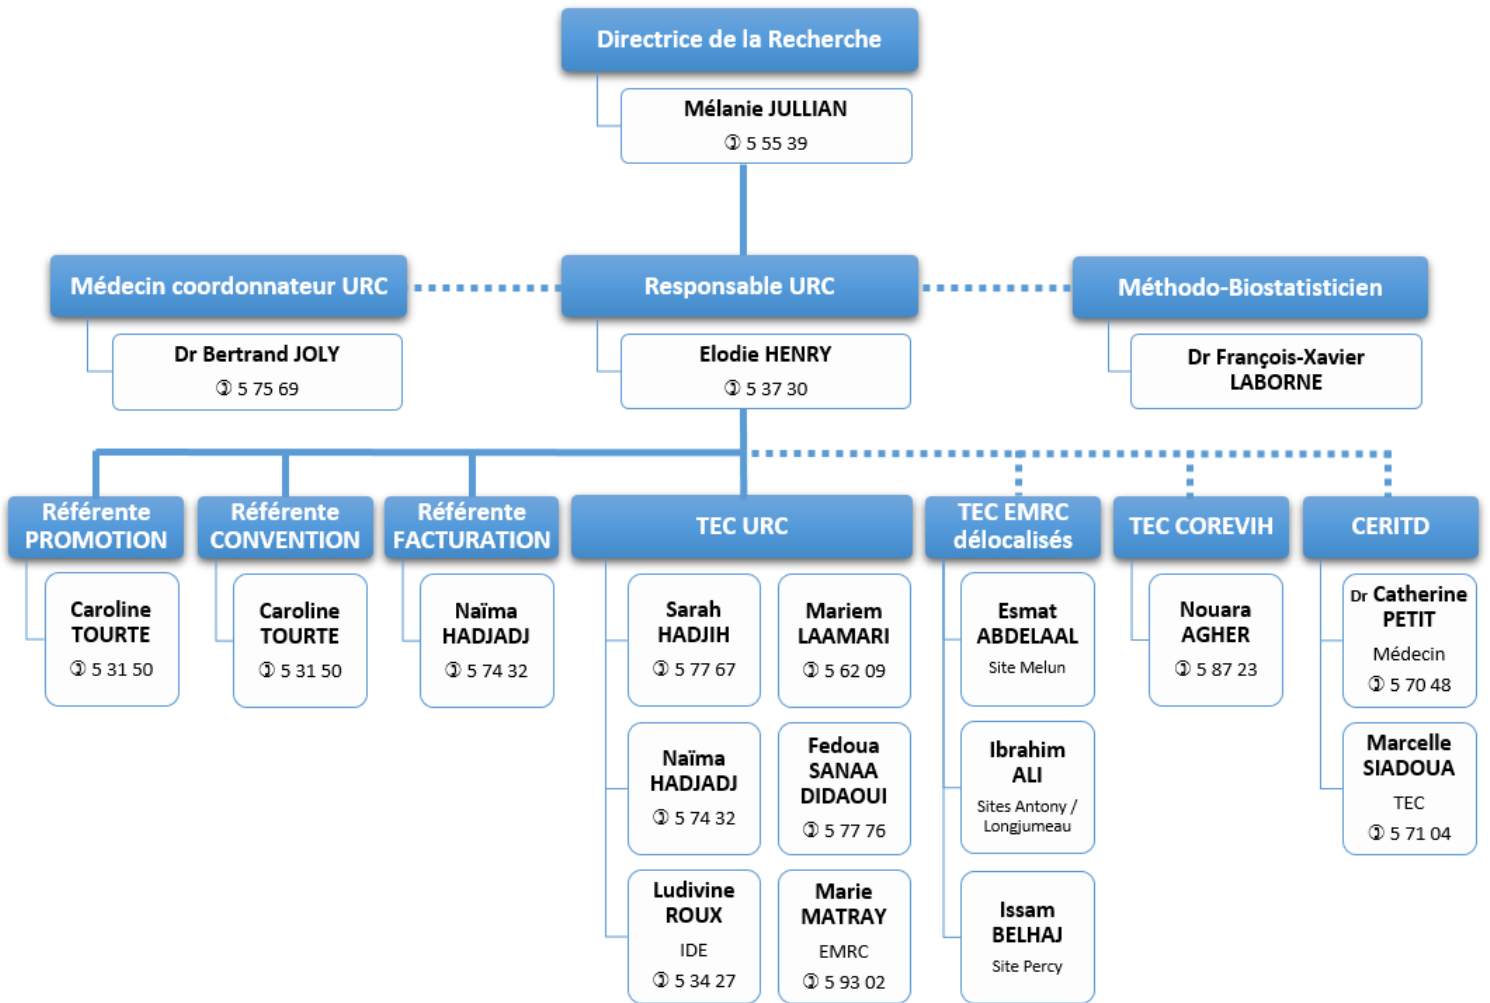 Directrice de la Recherche
Mélanie JULLIAN
✆ 5 55 39
Médecin coordonnateur URC
Dr Bertrand JOLY
✆ 5 75 69
Responsable URC
Elodie HENRY
✆ 5 37 30
Méthodo-Biostatisticien
Dr François-Xavier
LABORNE
Référente
PROMOTION
Caroline
TOURTE
✆ 5 31 50
Référente
CONVENTION
Caroline
TOURTE
✆ 5 31 50
Référente
FACTURATION
Naïma
HADJADJ
✆ 5 74 32
TEC URC
Sarah
HADJIH
✆ 5 77 67
Mariem
LAAMARI
✆ 5 62 09
Naïma
HADJADJ
✆ 5 74 32
Fedoua
SANAA
DIDAOUI
✆ 5 77 76
Ludivine
ROUX
IDE
✆ 5 34 27
Marie
MATRAY
EMRC
✆ 5 93 02
TEC EMRC
délocalisés
Esmat
ABDELAAL
Site Melun
Ibrahim
ALI
Sites Antony /
Longjumeau
Issam
BELHAJ
Site Percy
TEC COREVIH
Nouara
AGHER
✆ 5 87 23
CERITD
Dr Catherine
PETIT
Médecin
✆ 5 70 48
Marcelle
SIADOUA
TEC
✆ 5 71 04